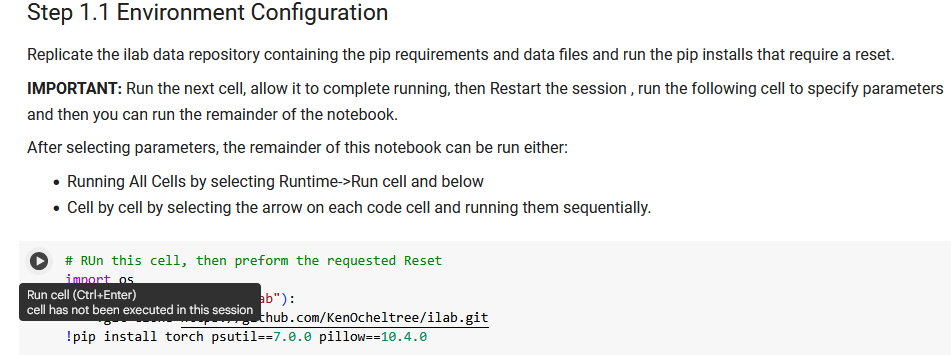 Step 1.1 Environment Configuration
Replicate the ilab data repository containing the pip requirements and data files and run the pip installs that require a reset.
IMPORTANT: Run the next cell, allow it to complete running, then Restart the session , run the following cell to specify parameters
and then you can run the remainder of the notebook.
After selecting parameters, the remainder of this notebook can be run either:
• Running All Cells by selecting Runtime->Run cell and below
• Cell by cell by selecting the arrow on each code cell and running them sequentially.
# RUn this cell, then preform the requested Reset
import os
Run cell (Ctrl+Enter)
cell has not been executed in this session
ab"):
github.com/KenOcheltree/ilab.git
!pip install torch psutil==7.0.0 pillow==10.4.0